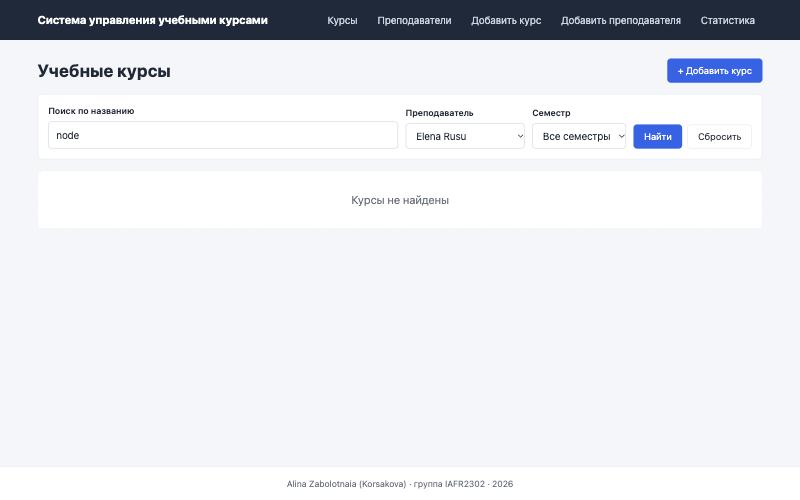 Система управления учебными курсами
Курсы Преподаватели Добавить курс Добавить преподавателя Статистика
Учебные курсы
+ Добавить курс
Поиск по названию
node
Преподаватель
Elena Rusu
Семестр
Все семестры
Найти
Сбросить
Курсы не найдены
Alina Zabolotnaia (Korsakova) · группа IAFR2302 · 2026